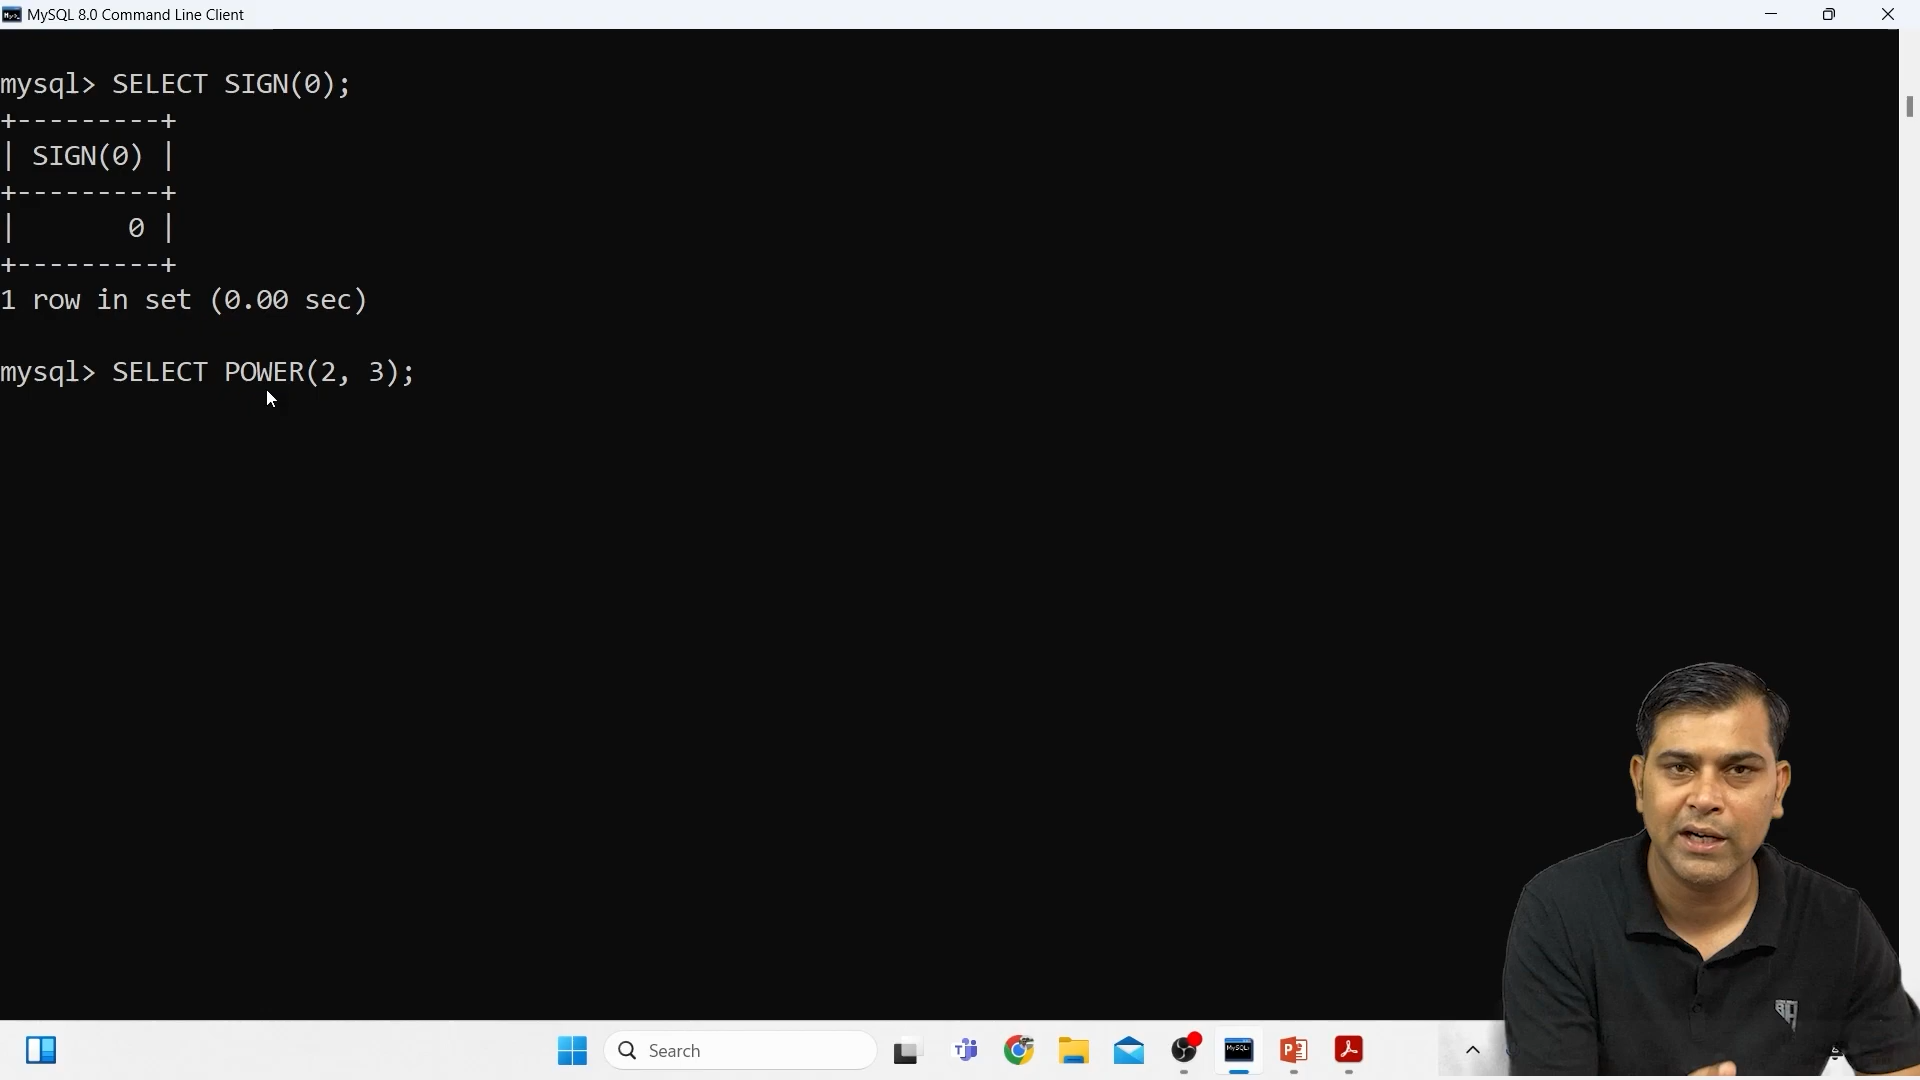 MySQL 8.0 Command Line Client
mysql> SELECT SIGN(0);
+---------+
| SIGN(0) |
+---------+
|       0 |
+---------+
1 row in set (0.00 sec)
mysql> SELECT POWER(2, 3);
Search
MySQL